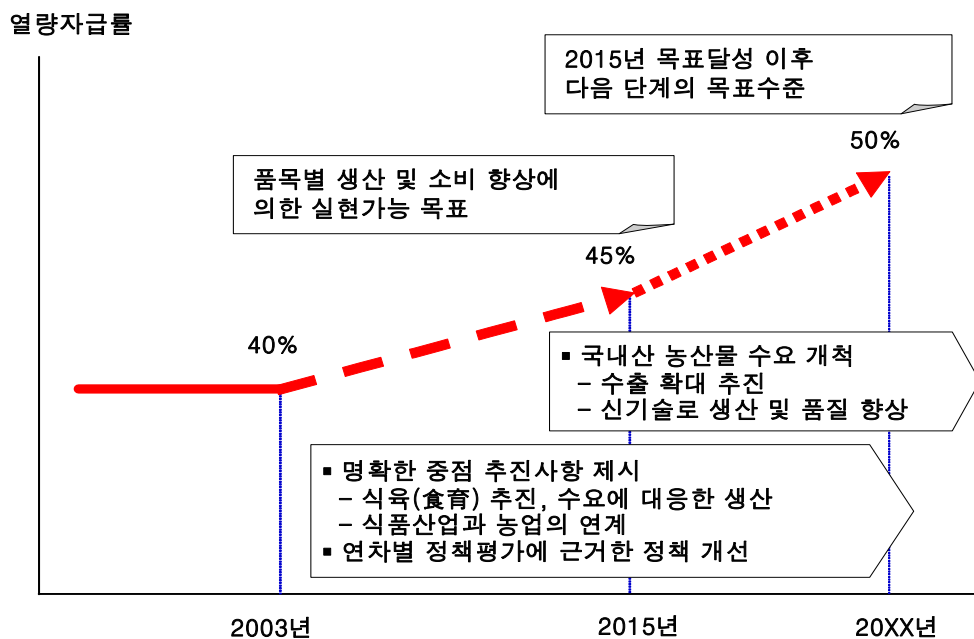 열량자급률
2015년 목표달성 이후
다음 단계의 목표수준
50%
품목별 생산 및 소비 향상에
의한 실현가능 목표
45%
40%
▪ 국내산 농산물 수요 개척
– 수출 확대 추진
– 신기술로 생산 및 품질 향상
▪ 명확한 중점 추진사항 제시
– 식육(食育) 추진, 수요에 대응한 생산
– 식품산업과 농업의 연계
▪ 연차별 정책평가에 근거한 정책 개선
2003년
2015년
20XX년